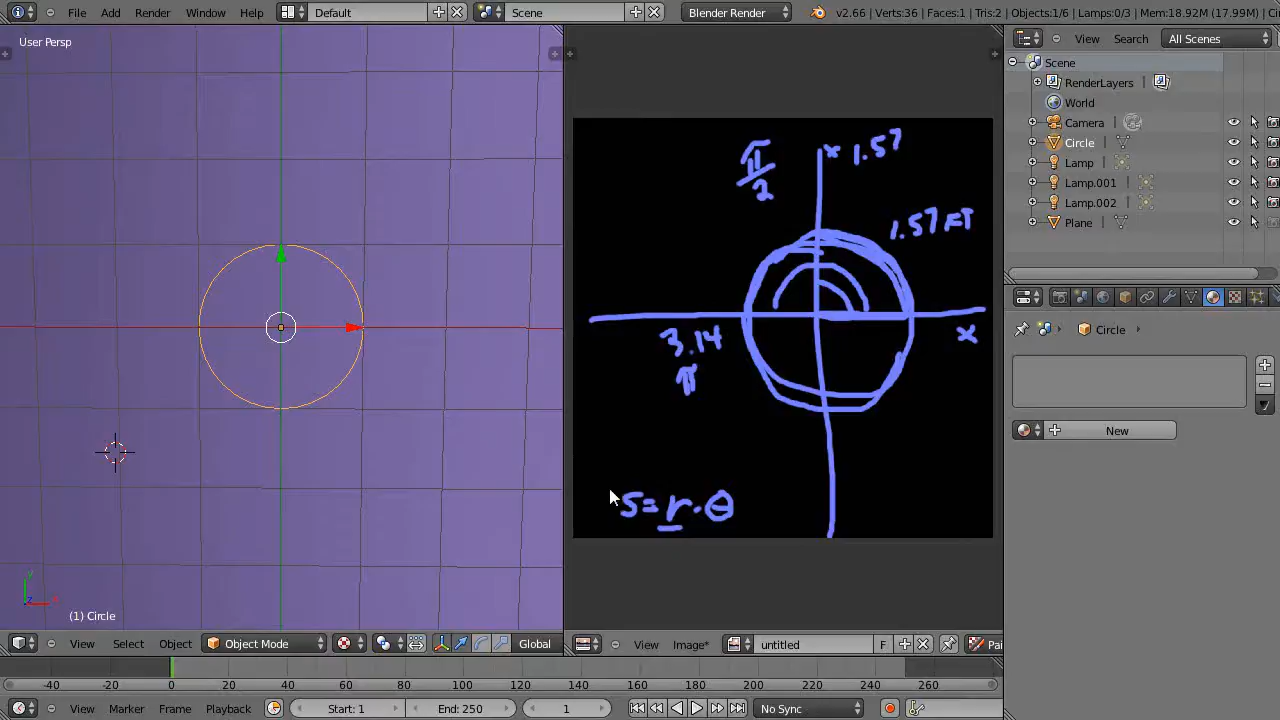 File Add Render Window Help Default Scene Blender Render v2.66 | Verts:36 | Faces:1 | Tris:2 | Objects:1/6 | Lamps:0/3 | Mem:18.92M (17.99M)
User Persp
View Search All Scenes
Scene
RenderLayers
World
Camera
Circle
Lamp
Lamp.001
Lamp.002
Plane
Circle
New
π/2
x 1.57
1.57 FT
3.14
π
x
S=r·θ
(1) Circle
View Select Object Object Mode Global
View Image* untitled F Pai
-40 -20 0 20 40 60 80 100 120 140 160 180 200 220 240 260
View Marker Frame Playback Start: 1 End: 250 1 No Sync